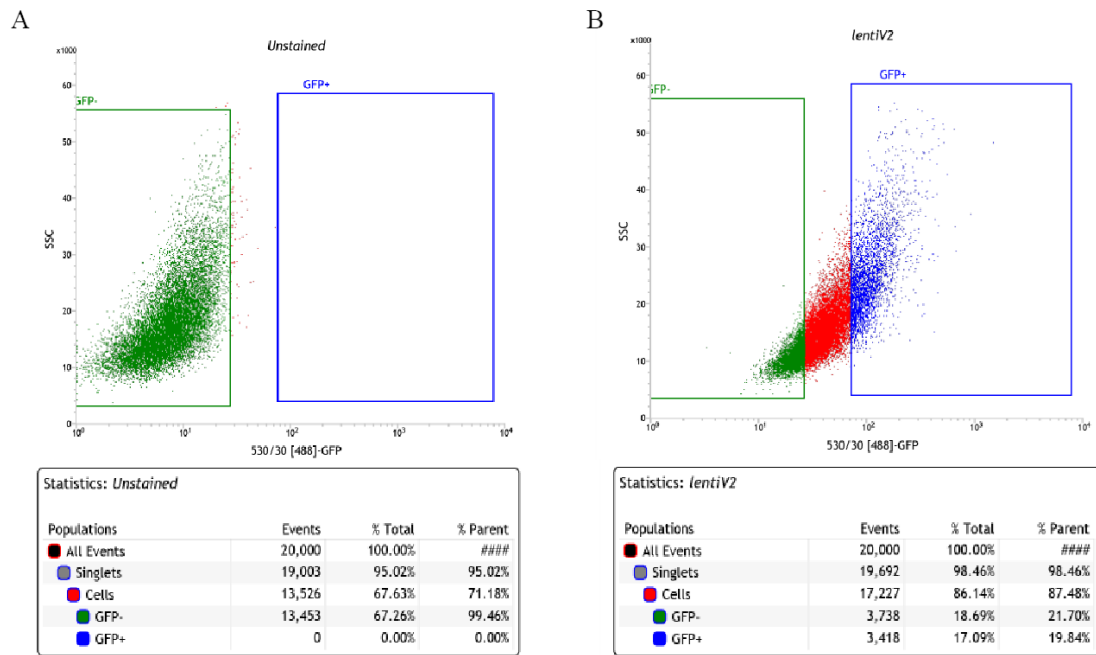 A
Unstained
x1000
GFP+
GFP-
60
50
40
30
20
10
0
SSC
10^0 10^1 10^2 10^3 10^4
530/30 [488]-GFP
Statistics: Unstained
Populations Events % Total % Parent
All Events 20,000 100.00% ####
Singlets 19,003 95.02% 95.02%
Cells 13,526 67.63% 71.18%
GFP- 13,453 67.26% 99.46%
GFP+ 0 0.00% 0.00%
B
lentiV2
x1000
GFP+
GFP-
60
50
40
30
20
10
0
SSC
10^0 10^1 10^2 10^3 10^4
530/30 [488]-GFP
Statistics: lentiV2
Populations Events % Total % Parent
All Events 20,000 100.00% ####
Singlets 19,692 98.46% 98.46%
Cells 17,227 86.14% 87.48%
GFP- 3,738 18.69% 21.70%
GFP+ 3,418 17.09% 19.84%